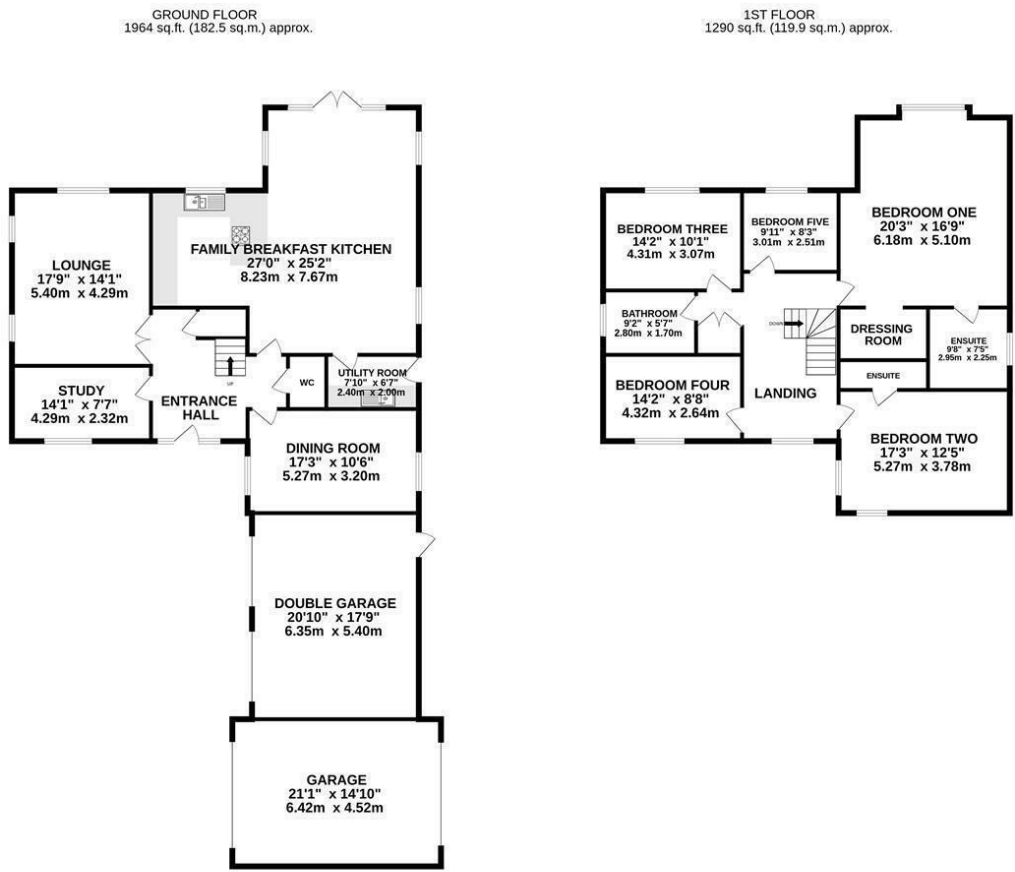 GROUND FLOOR
1964 sq.ft. (182.5 sq.m.) approx.
LOUNGE
17'9" x 14'1"
5.40m x 4.29m
FAMILY BREAKFAST KITCHEN
27'0" x 25'2"
8.23m x 7.67m
STUDY
14'1" x 7'7"
4.29m x 2.32m
ENTRANCE
HALL
UP
WC
UTILITY ROOM
7'10" x 6'7"
2.40m x 2.00m
DINING ROOM
17'3" x 10'6"
5.27m x 3.20m
DOUBLE GARAGE
20'10" x 17'9"
6.35m x 5.40m
GARAGE
21'1" x 14'10"
6.42m x 4.52m
1ST FLOOR
1290 sq.ft. (119.9 sq.m.) approx.
BEDROOM THREE
14'2" x 10'1"
4.31m x 3.07m
BEDROOM FIVE
9'11" x 8'3"
3.01m x 2.51m
BEDROOM ONE
20'3" x 16'9"
6.18m x 5.10m
BATHROOM
9'2" x 5'7"
2.80m x 1.70m
DOWN
DRESSING
ROOM
ENSUITE
9'8" x 7'5"
2.95m x 2.25m
ENSUITE
BEDROOM FOUR
14'2" x 8'8"
4.32m x 2.64m
LANDING
BEDROOM TWO
17'3" x 12'5"
5.27m x 3.78m